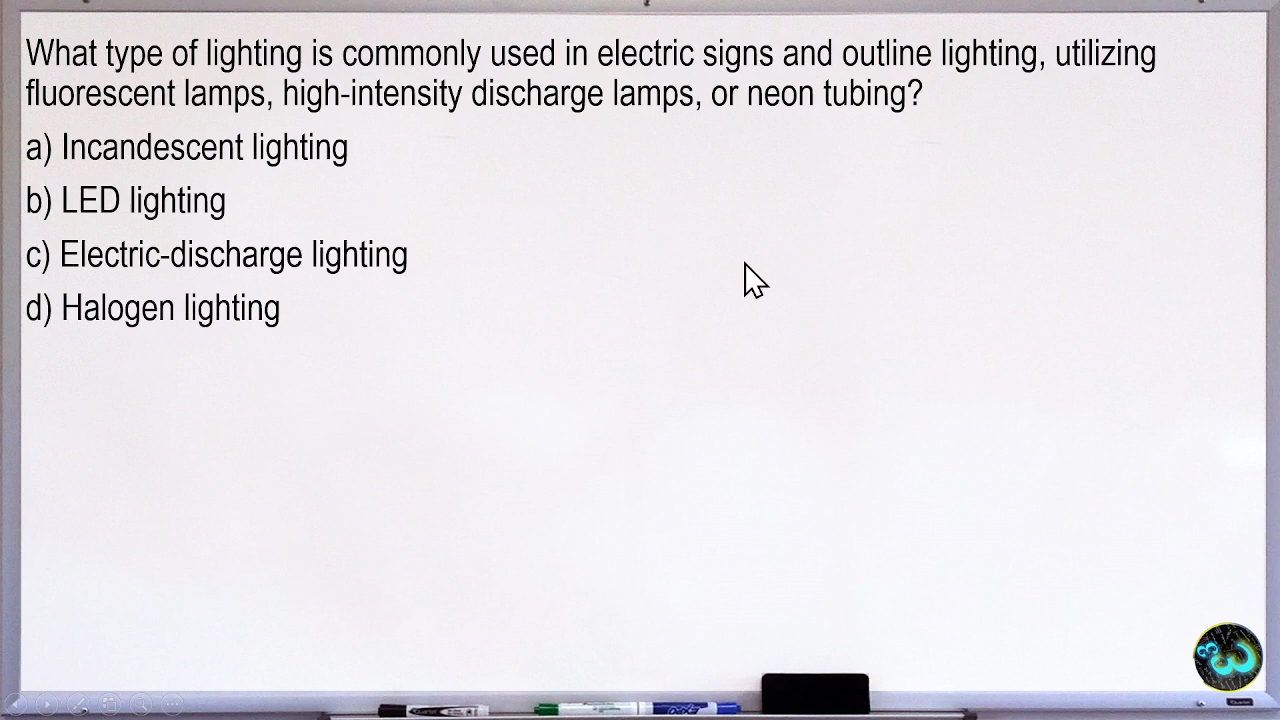 What type of lighting is commonly used in electric signs and outline lighting, utilizing
fluorescent lamps, high-intensity discharge lamps, or neon tubing?
a) Incandescent lighting
b) LED lighting
c) Electric-discharge lighting
d) Halogen lighting